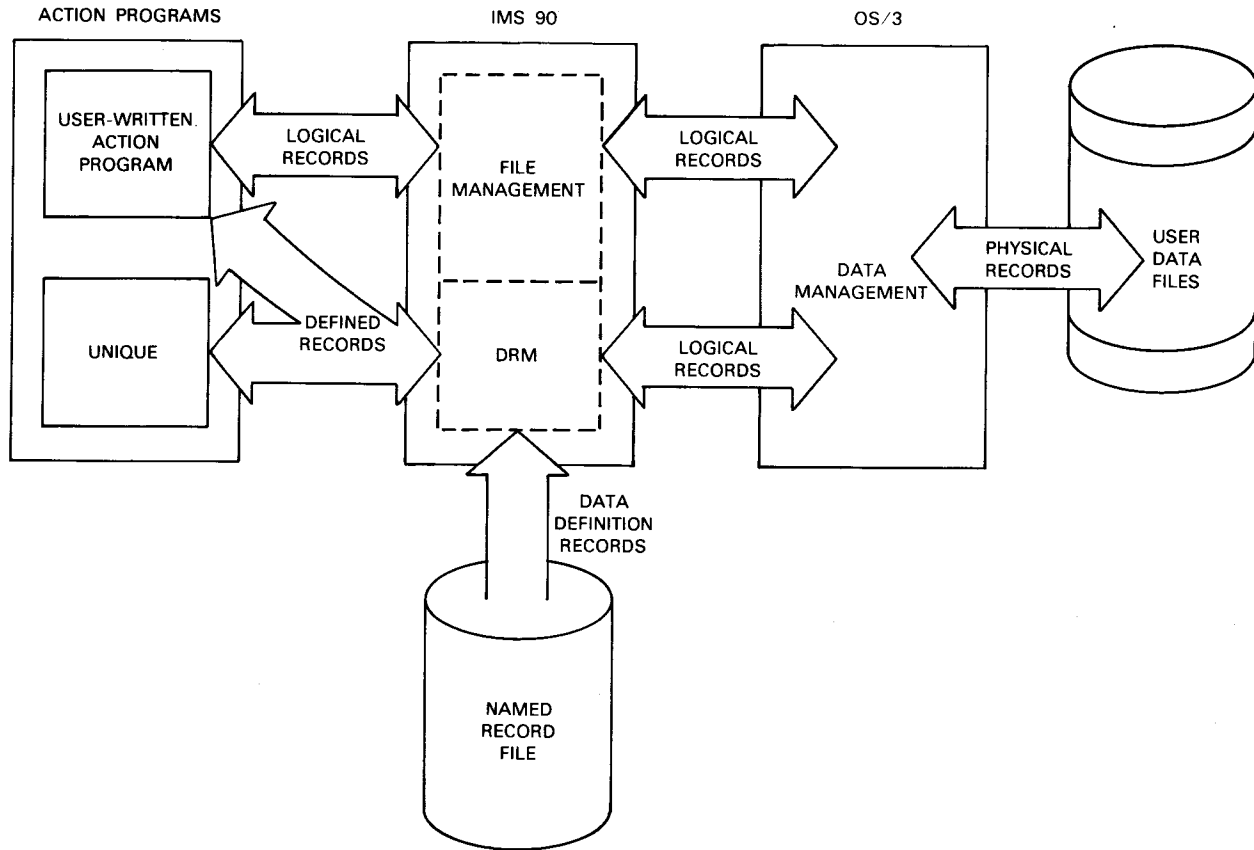 ACTION PROGRAMS
IMS 90
OS/3
USER-WRITTEN
ACTION
PROGRAM
LOGICAL
RECORDS
FILE
MANAGEMENT
LOGICAL
RECORDS
PHYSICAL
RECORDS
USER
DATA
FILES
DATA
MANAGEMENT
UNIQUE
DEFINED
RECORDS
DRM
LOGICAL
RECORDS
DATA
DEFINITION
RECORDS
NAMED
RECORD
FILE